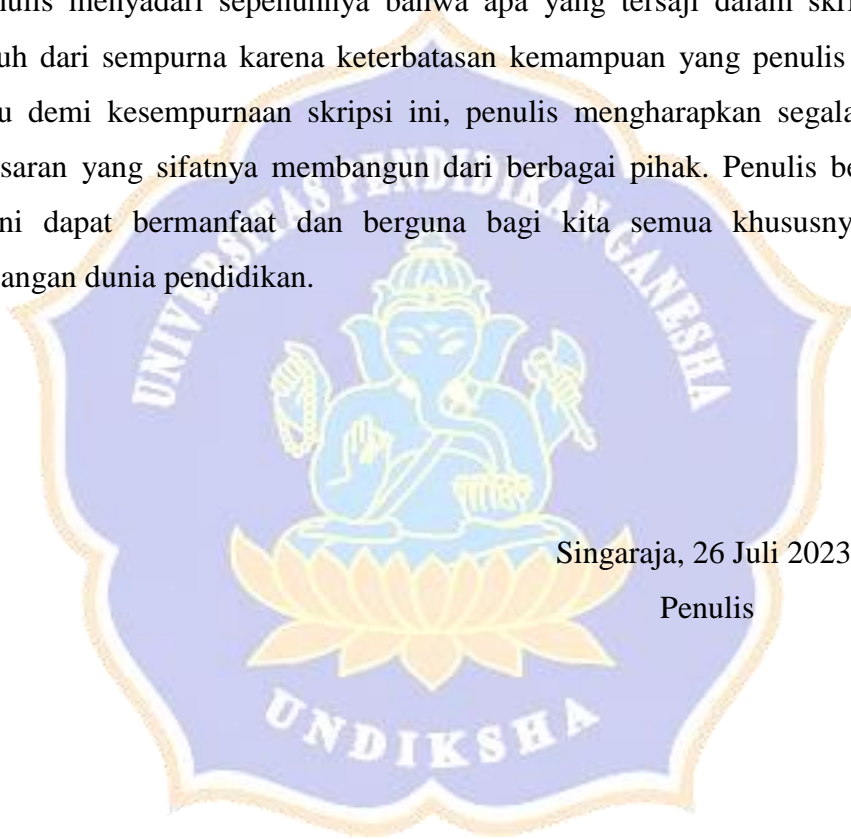 nulis menyadari sepenuhnya bahwa apa yang tersaji dalam skri
uh dari sempurna karena keterbatasan kemampuan yang penulis
u demi kesempurnaan skripsi ini, penulis mengharapkan segala
saran yang sifatnya membangun dari berbagai pihak. Penulis be
ni dapat bermanfaat dan berguna bagi kita semua khususny
angan dunia pendidikan.
UNIVERSITAS PENDIDIKAN GANESHA
Singaraja, 26 Juli 2023
Penulis
UNDIKSHA